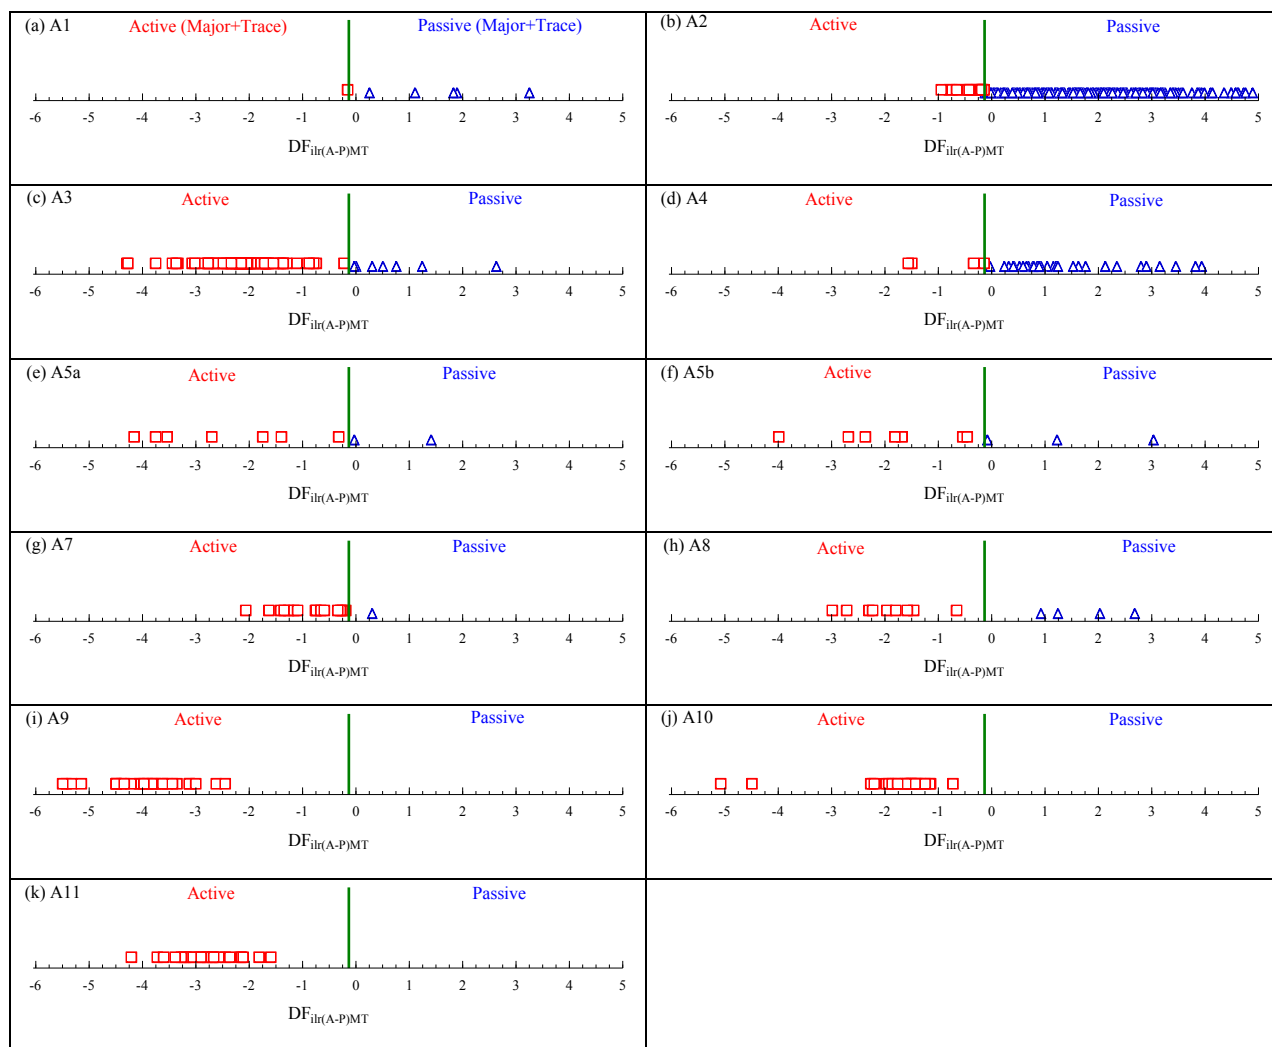 (a) A1 Active (Major+Trace) Passive (Major+Trace)
-6 -5 -4 -3 -2 -1 0 1 2 3 4 5
DFilr(A-P)MT
(b) A2 Active Passive
-6 -5 -4 -3 -2 -1 0 1 2 3 4 5
DFilr(A-P)MT
(c) A3 Active Passive
-6 -5 -4 -3 -2 -1 0 1 2 3 4 5
DFilr(A-P)MT
(d) A4 Active Passive
-6 -5 -4 -3 -2 -1 0 1 2 3 4 5
DFilr(A-P)MT
(e) A5a Active Passive
-6 -5 -4 -3 -2 -1 0 1 2 3 4 5
DFilr(A-P)MT
(f) A5b Active Passive
-6 -5 -4 -3 -2 -1 0 1 2 3 4 5
DFilr(A-P)MT
(g) A7 Active Passive
-6 -5 -4 -3 -2 -1 0 1 2 3 4 5
DFilr(A-P)MT
(h) A8 Active Passive
-6 -5 -4 -3 -2 -1 0 1 2 3 4 5
DFilr(A-P)MT
(i) A9 Active Passive
-6 -5 -4 -3 -2 -1 0 1 2 3 4 5
DFilr(A-P)MT
(j) A10 Active Passive
-6 -5 -4 -3 -2 -1 0 1 2 3 4 5
DFilr(A-P)MT
(k) A11 Active Passive
-6 -5 -4 -3 -2 -1 0 1 2 3 4 5
DFilr(A-P)MT